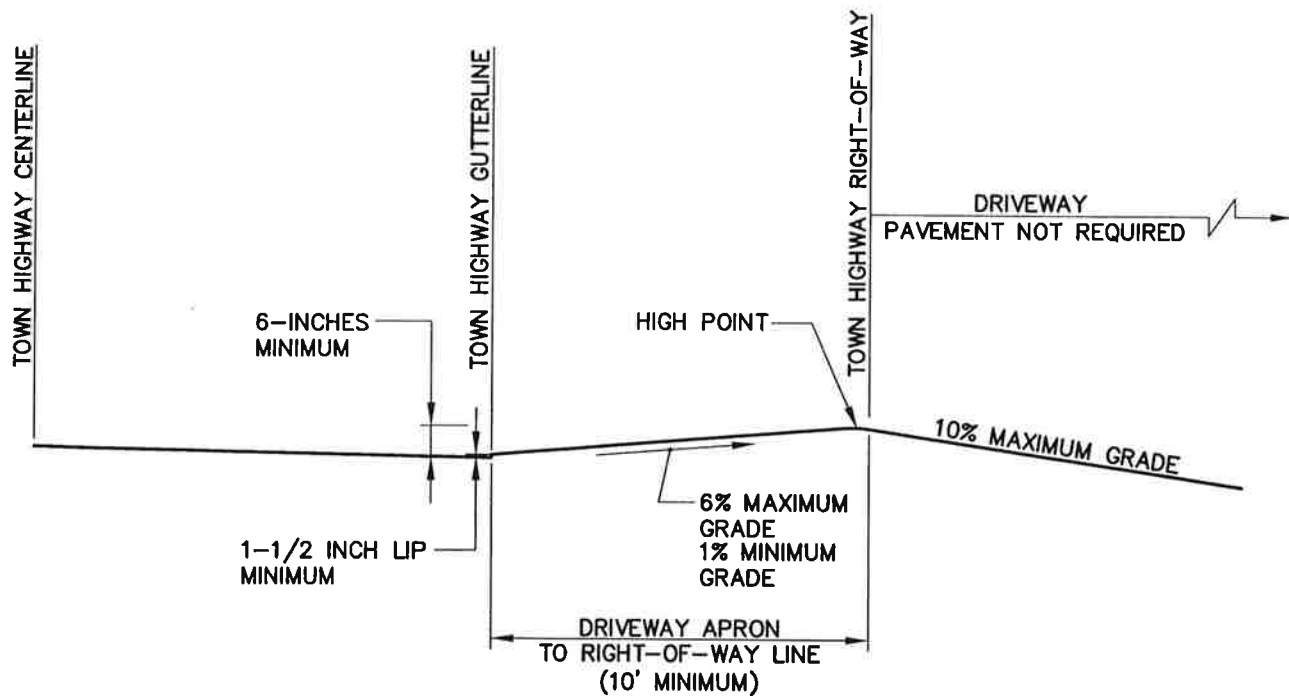 TOWN HIGHWAY CENTERLINE
TOWN HIGHWAY GUTTERLINE
TOWN HIGHWAY RIGHT-OF-WAY
DRIVEWAY
PAVEMENT NOT REQUIRED
6-INCHES
MINIMUM
HIGH POINT
10% MAXIMUM GRADE
1-1/2 INCH LIP
MINIMUM
6% MAXIMUM
GRADE
1% MINIMUM
GRADE
DRIVEWAY APRON
TO RIGHT-OF-WAY LINE
(10' MINIMUM)